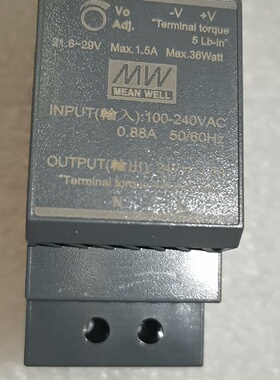 Vo -V +V
Adj. "Terminal torque
5 Lb-in"
21.6~29V Max.1.5A Max.36Watt
MW
MEAN WELL
INPUT(輸入):100-240VAC
0.88A 50/60Hz
OUTPUT(輸出)
"Terminal torque
N